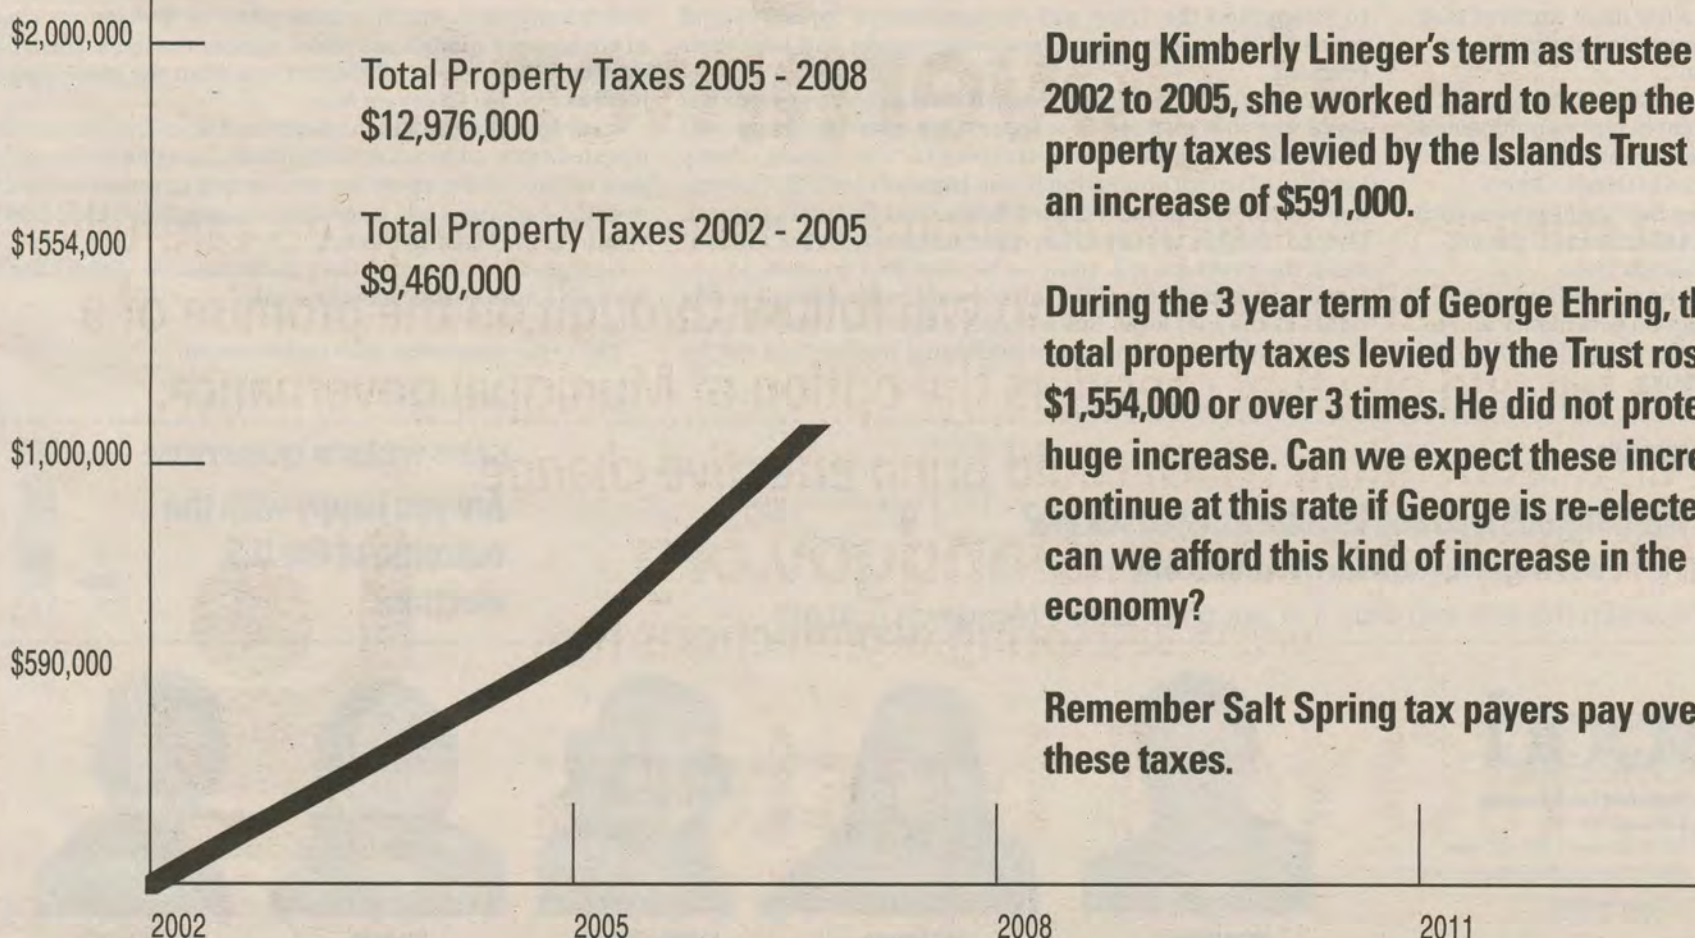 $2,000,000
$1554,000
$1,000,000
$590,000
Total Property Taxes 2005 - 2008
$12,976,000
Total Property Taxes 2002 - 2005
$9,460,000
2002
2005
2008
2011
During Kimberly Lineger's term as trustee
2002 to 2005, she worked hard to keep the
property taxes levied by the Islands Trust
an increase of $591,000.
During the 3 year term of George Ehring, th
total property taxes levied by the Trust ros
$1,554,000 or over 3 times. He did not prote
huge increase. Can we expect these incre
continue at this rate if George is re-electe
can we afford this kind of increase in the
economy?
Remember Salt Spring tax payers pay ove
these taxes.